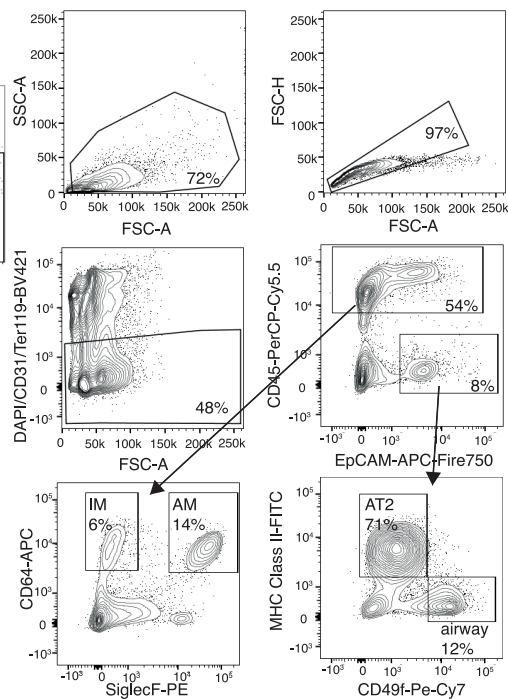 250k
200k
150k
100k
50k
0
SSC-A
72%
0 50k 100k 150k 200k 250k
FSC-A
250k
200k
150k
100k
50k
0
FSC-H
97%
0 50k 100k 150k 200k 250k
FSC-A
10⁵
10⁴
10³
0
-10³
DAPI/CD31/Ter119-BV421
48%
0 50k 100k 150k 200k 250k
FSC-A
10⁵
10⁴
10³
0
-10³
CD45-PerCP-Cy5.5
54%
8%
0 10³ 10⁴ 10⁵
EpCAM-APC-Fire750
10⁵
10⁴
10³
0
-10³
CD64-APC
IM
6%
AM
14%
-10³ 0 10³ 10⁴ 10⁵
SiglecF-PE
10⁵
10⁴
10³
0
-10³
MHC Class II-FITC
AT2
71%
airway
12%
-10³ 0 10³ 10⁴ 10⁵
CD49f-Pe-Cy7